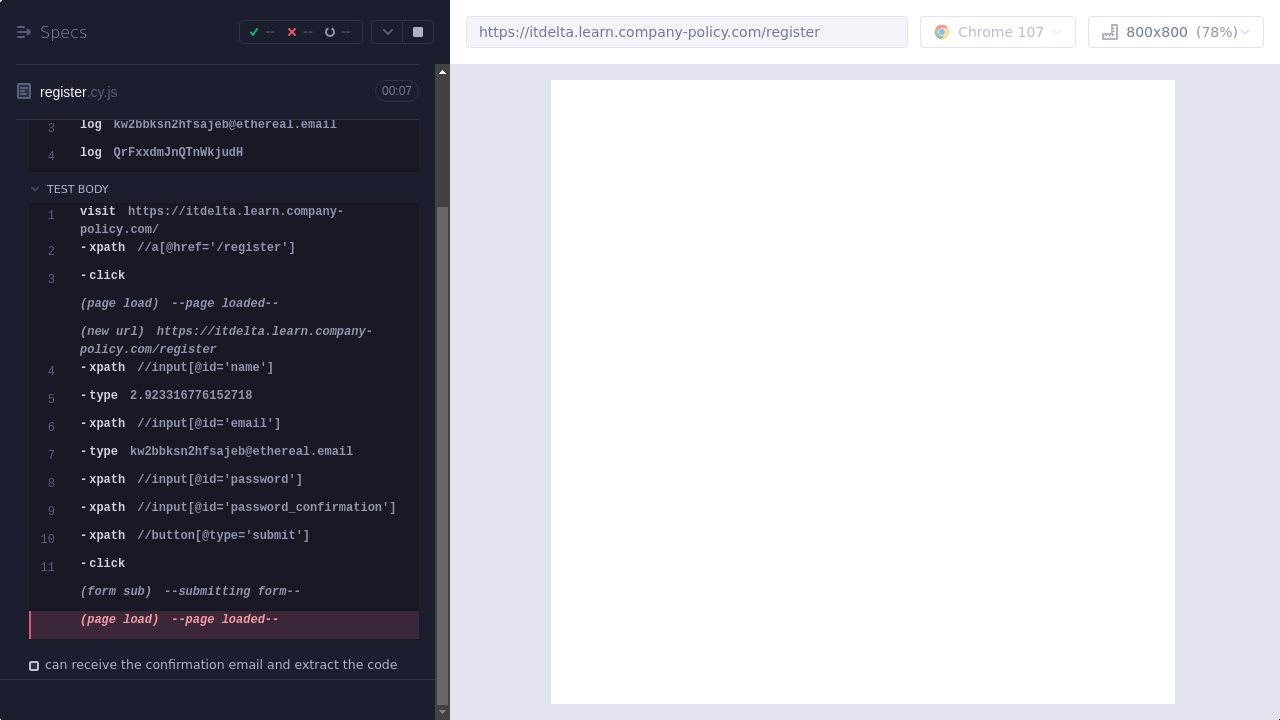 Specs
--
--
--
https://itdelta.learn.company-policy.com/register
Chrome 107
800x800 (78%)
register.cy.js
00:07
3 log kw2bbksn2hfsajeb@ethereal.email
4 log QrFxxdmJnQTnWkjudH
TEST BODY
1 visit https://itdelta.learn.company-
policy.com/
2 -xpath //a[@href='/register']
3 -click
(page load) --page loaded--
(new url) https://itdelta.learn.company-
policy.com/register
4 -xpath //input[@id='name']
5 -type 2.923316776152718
6 -xpath //input[@id='email']
7 -type kw2bbksn2hfsajeb@ethereal.email
8 -xpath //input[@id='password']
9 -xpath //input[@id='password_confirmation']
10 -xpath //button[@type='submit']
11 -click
(form sub) --submitting form--
(page load) --page loaded--
can receive the confirmation email and extract the code